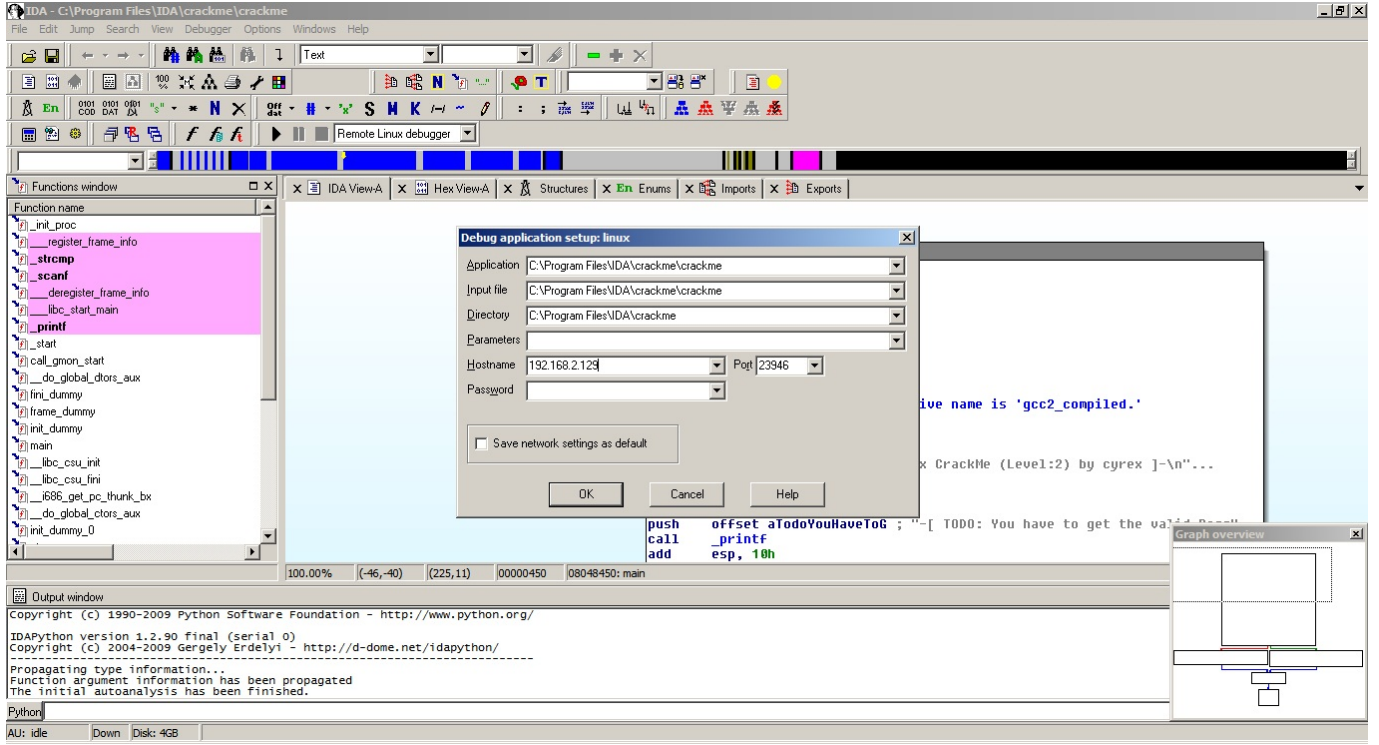 IDA - C:\Program Files\IDA\crackme\crackme
File Edit Jump Search View Debugger Options Windows Help
Text
En
Remote Linux debugger
Functions window
IDA View-A Hex View-A Structures En Enums Imports Exports
Function name
_init_proc
___register_frame_info
_strcmp
_scanf
___deregister_frame_info
___libc_start_main
_printf
_start
call_gmon_start
__do_global_dtors_aux
fini_dummy
frame_dummy
init_dummy
main
__libc_csu_init
__libc_csu_fini
__i686_get_pc_thunk_bx
__do_global_ctors_aux
init_dummy_0
Debug application setup: linux
Application C:\Program Files\IDA\crackme\crackme
Input file C:\Program Files\IDA\crackme\crackme
Directory C:\Program Files\IDA\crackme
Parameters
Hostname 192.168.2.129 Port 23946
Password
Save network settings as default
OK Cancel Help
ive name is 'gcc2_compiled.'
x CrackMe (Level:2) by cyrex ]-\n"...
push offset aTodoYouHaveToG ; "-[ TODO: You have to get the valid
call _printf
add esp, 10h
Graph overview
100.00% (-46,-40) (225,11) 00000450 08048450: main
Output window
Copyright (c) 1990-2009 Python Software Foundation - http://www.python.org/
IDAPython version 1.2.90 final (serial 0)
Copyright (c) 2004-2009 Gergely Erdelyi - http://d-dome.net/idapython/
Propagating type information...
Function argument information has been propagated
The initial autoanalysis has been finished.
Python
AU: idle Down Disk: 4GB